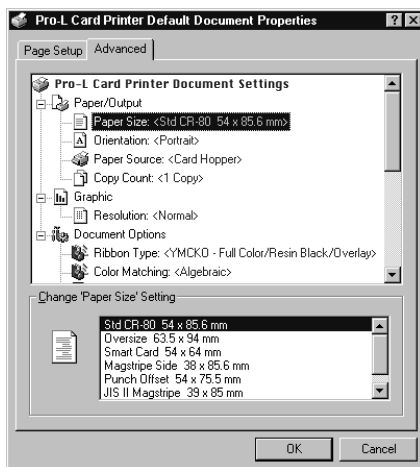 Pro-L Card Printer Default Document Properties
Page Setup
Advanced
Pro-L Card Printer Document Settings
Paper/Output
Paper Size: <Std CR-80 54 x 85.6 mm>
Orientation: <Portrait>
Paper Source: <Card Hopper>
Copy Count: <1 Copy>
Graphic
Resolution: <Normal>
Document Options
Ribbon Type: <YMCKO - Full Color/Resin Black/Overlay>
Color Matching: <Algebraic>
Change 'Paper Size' Setting
Std CR-80 54 x 85.6 mm
Oversize 63.5 x 94 mm
Smart Card 54 x 64 mm
Magstripe Side 38 x 85.6 mm
Punch Offset 54 x 75.5 mm
JIS II Magstripe 39 x 85 mm
OK
Cancel